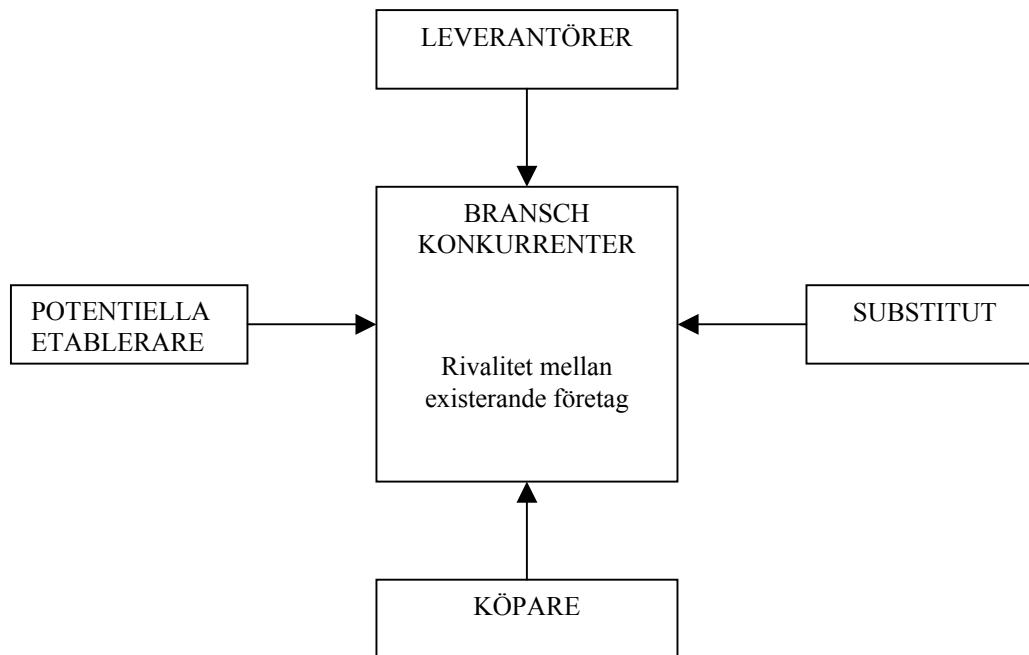 LEVERANTÖRER
BRANSCH
KONKURRENTER
POTENTIELLA
ETABLERARE
SUBSTITUT
Rivalitet mellan
existerande företag
KÖPARE